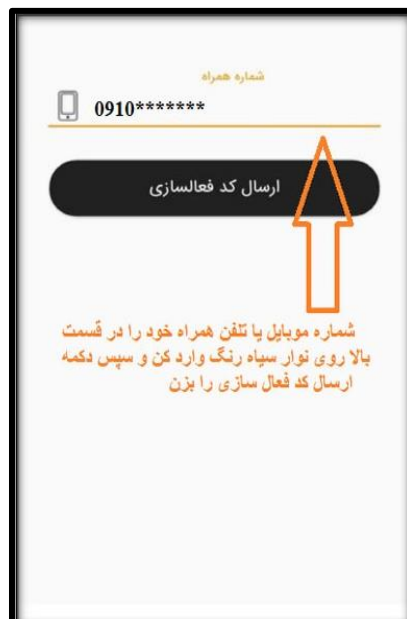 شماره همراه
0910*******
ارسال کد فعالسازی
شماره موبایل یا تلفن همراه خود را در قسمت
بالا روی نوار سیاه رنگ وارد کن و سپس دکمه
ارسال کد فعال سازی را بزن